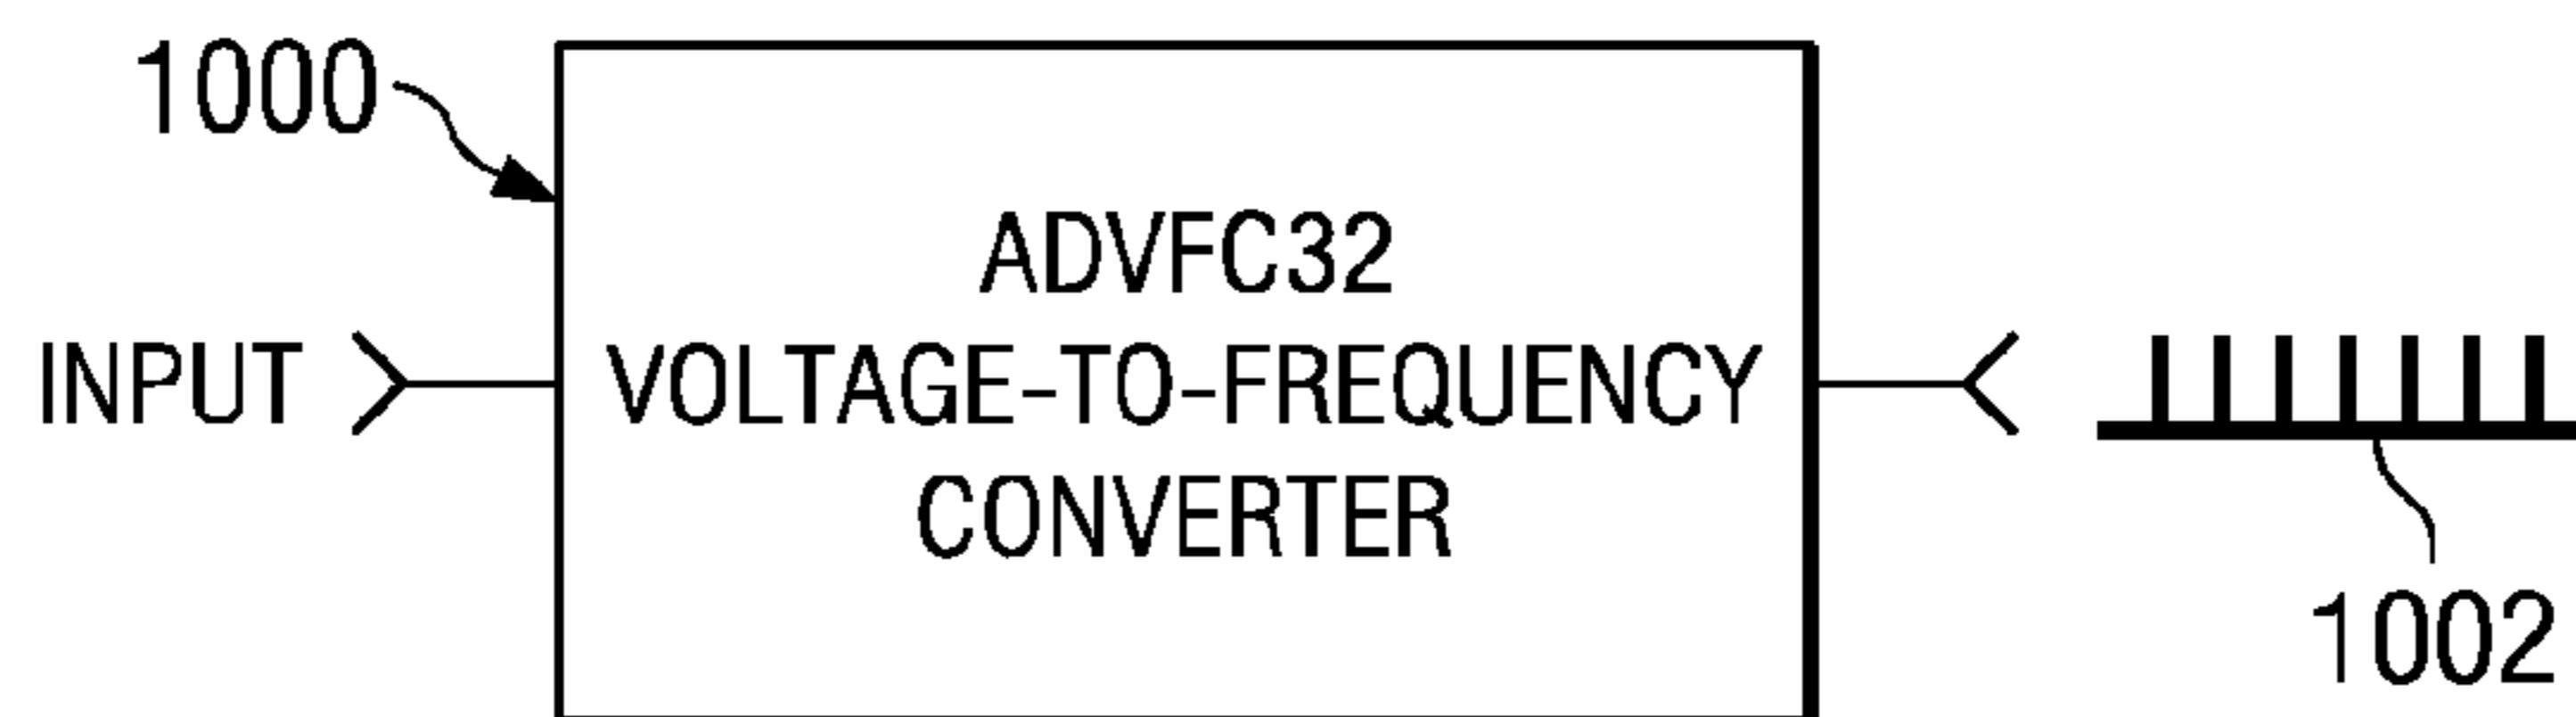 1000
ADVFC32
INPUT
VOLTAGE-TO-FREQUENCY
CONVERTER
1002